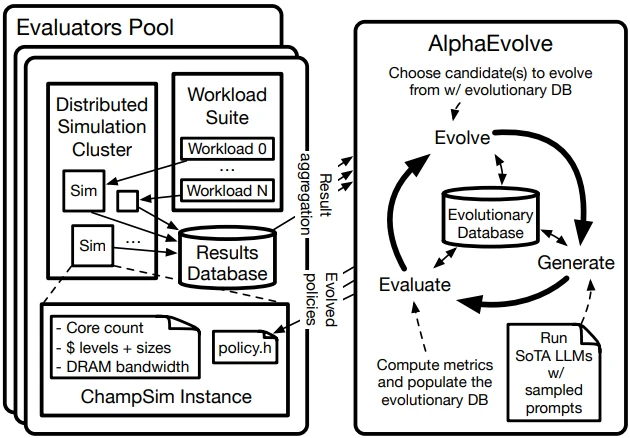 Evaluators Pool
Distributed
Simulation
Cluster
Workload
Suite
Workload 0
...
Workload N
Sim
Sim
...
Results
Database
- Core count
- $ levels + sizes
- DRAM bandwidth
policy.h
ChampSim Instance
Result
aggregation
Evolved
policies
AlphaEvolve
Choose candidate(s) to evolve
from w/ evolutionary DB
Evolve
Evolutionary
Database
Generate
Evaluate
Compute metrics
and populate the
evolutionary DB
Run
SoTA LLMs
w/
sampled
prompts